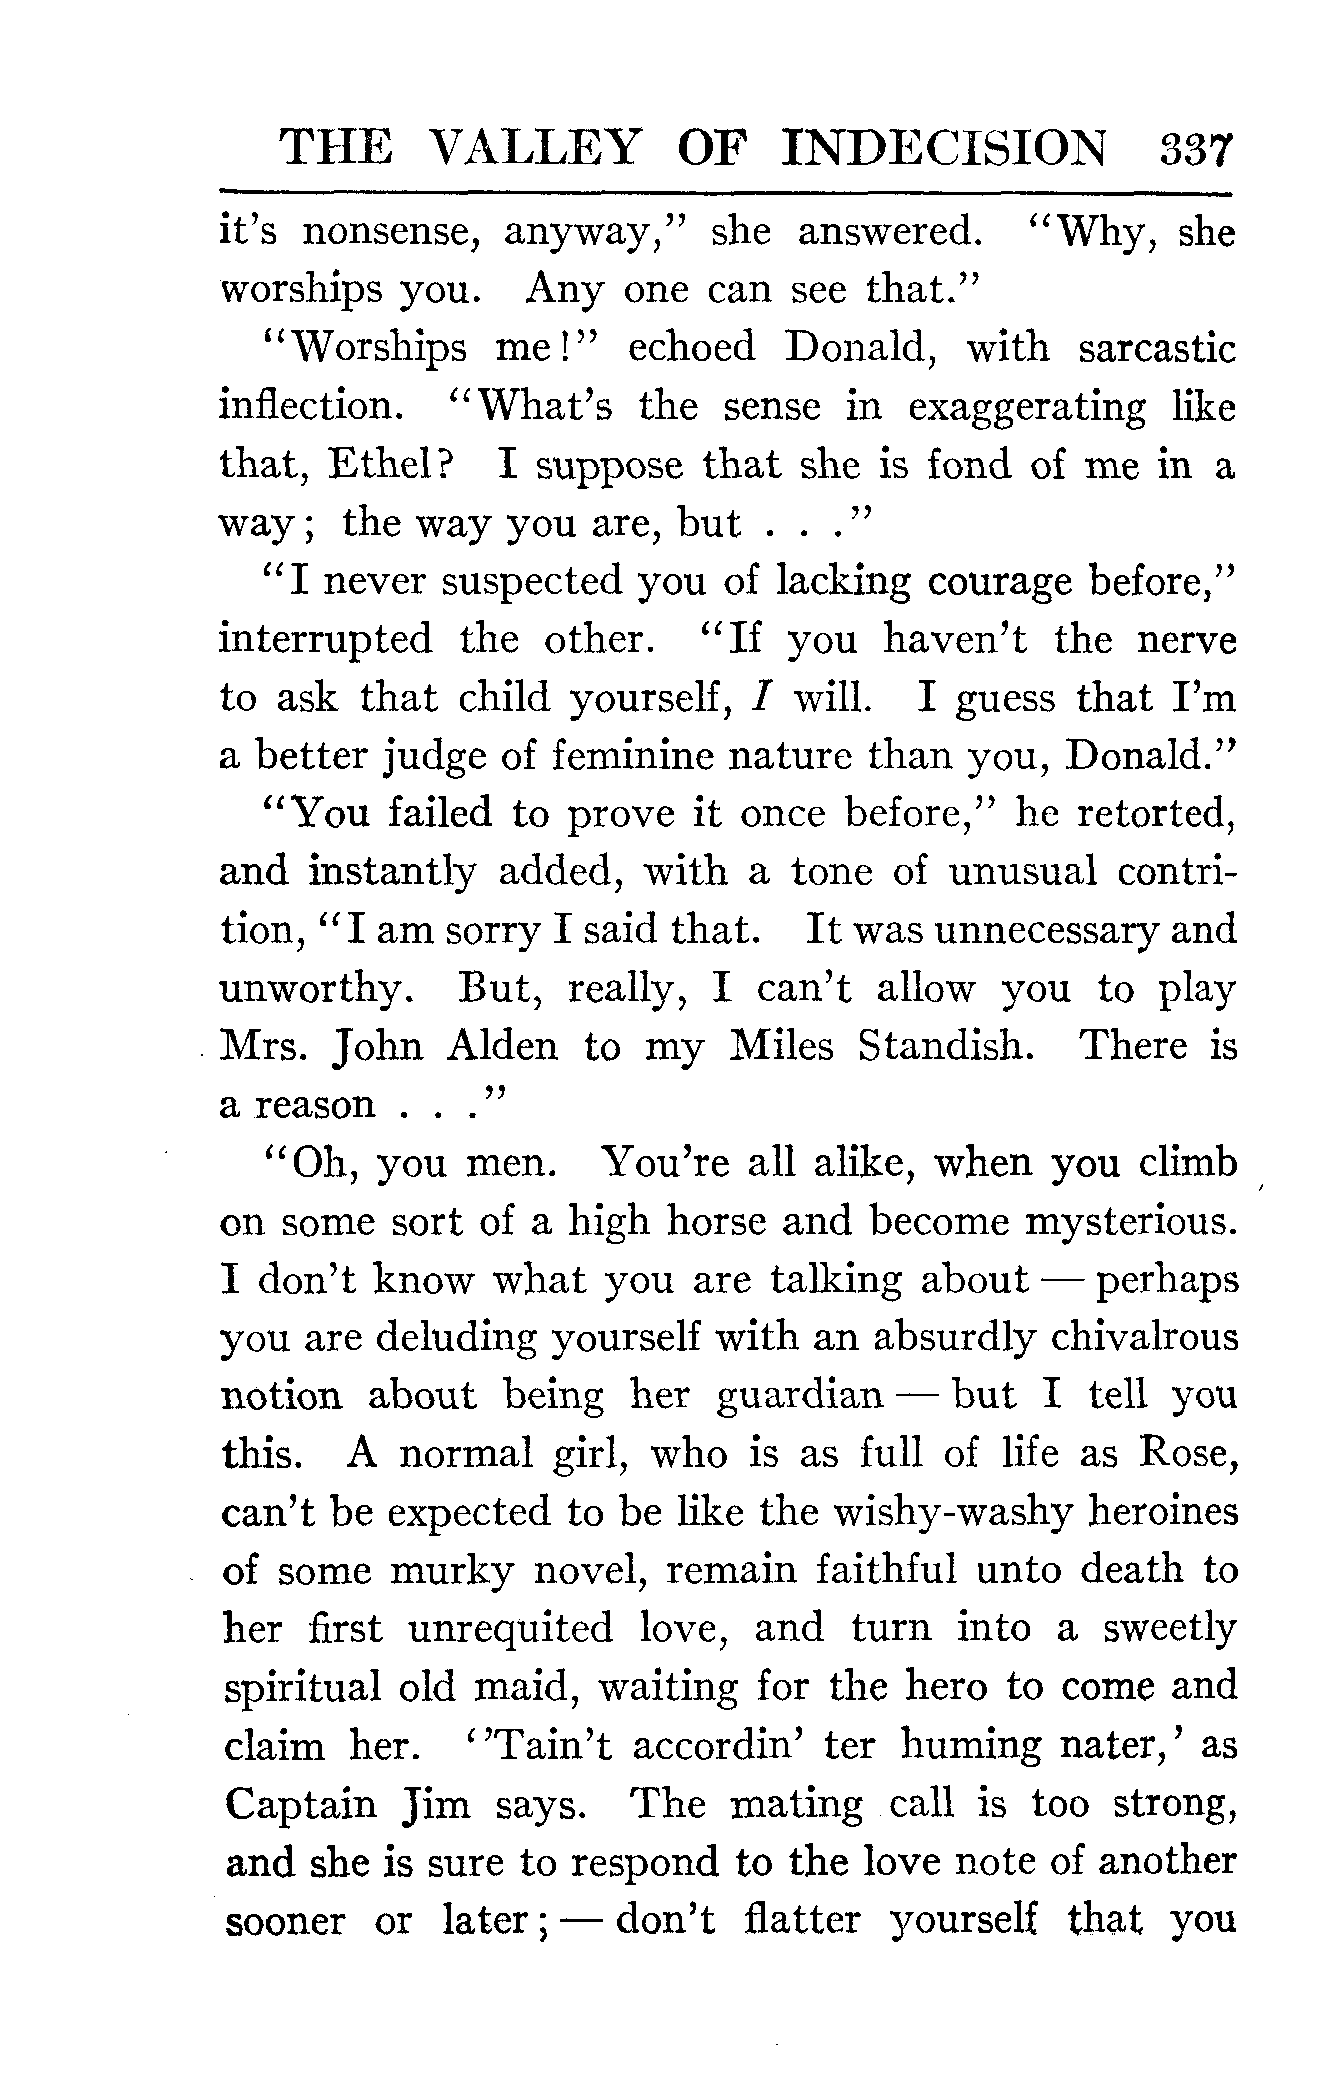 THE VALLEY OF INDECISION 337
it's nonsense, anyway," she answered. "Why, she
worships you. Any one can see that."
"Worships me!" echoed Donald, with sarcastic
inflection. "What's the sense in exaggerating like
that, Ethel? I suppose that she is fond of me in a
way; the way you are, but . . ."
"I never suspected you of lacking courage before,"
interrupted the other. "If you haven't the nerve
to ask that child yourself, I will. I guess that I'm
a better judge of feminine nature than you, Donald."
"You failed to prove it once before," he retorted,
and instantly added, with a tone of unusual contri-
tion, "I am sorry I said that. It was unnecessary and
unworthy. But, really, I can't allow you to play
Mrs. John Alden to my Miles Standish. There is
a reason . . ."
"Oh, you men. You're all alike, when you climb
on some sort of a high horse and become mysterious.
I don't know what you are talking about — perhaps
you are deluding yourself with an absurdly chivalrous
notion about being her guardian — but I tell you
this. A normal girl, who is as full of life as Rose,
can't be expected to be like the wishy-washy heroines
of some murky novel, remain faithful unto death to
her first unrequited love, and turn into a sweetly
spiritual old maid, waiting for the hero to come and
claim her. ''Tain't accordin' ter huming nater,' as
Captain Jim says. The mating call is too strong,
and she is sure to respond to the love note of another
sooner or later; — don't flatter yourself that you